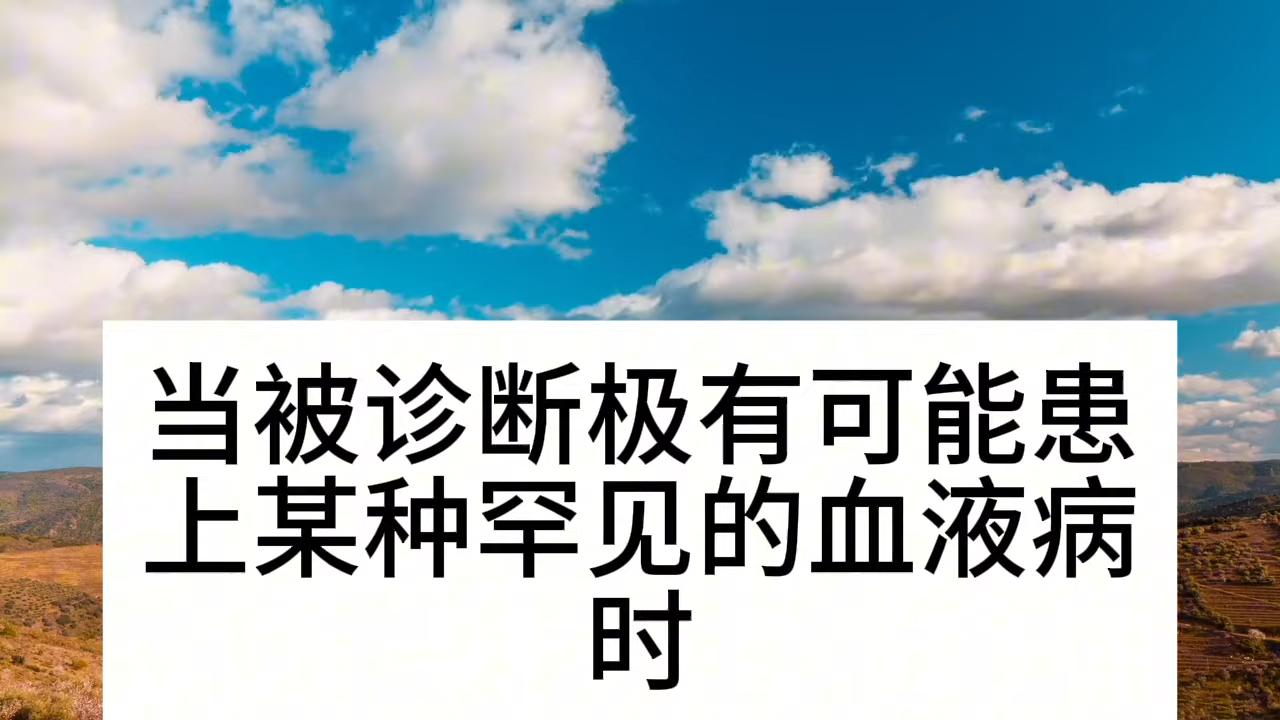 当被诊断极有可能患
上某种罕见的血液病
时